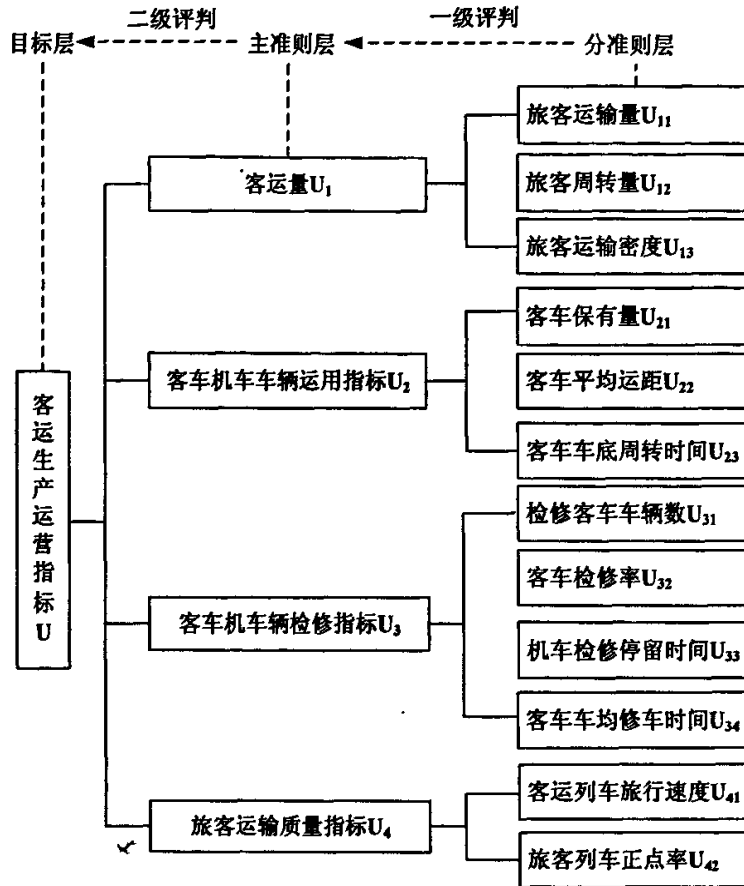 二级评判 一级评判
目标层 主准则层 分准则层
旅客运输量U₁₁
客运量U₁
旅客周转量U₁₂
旅客运输密度U₁₃
客车保有量U₂₁
客车机车车辆运用指标U₂
客车平均运距U₂₂
客车车底周转时间U₂₃
客运生产运营指标U
检修客车车辆数U₃₁
客车检修率U₃₂
客车机车辆检修指标U₃
机车检修停留时间U₃₃
客车车均修车时间U₃₄
客运列车旅行速度U₄₁
旅客运输质量指标U₄
旅客列车正点率U₄₂